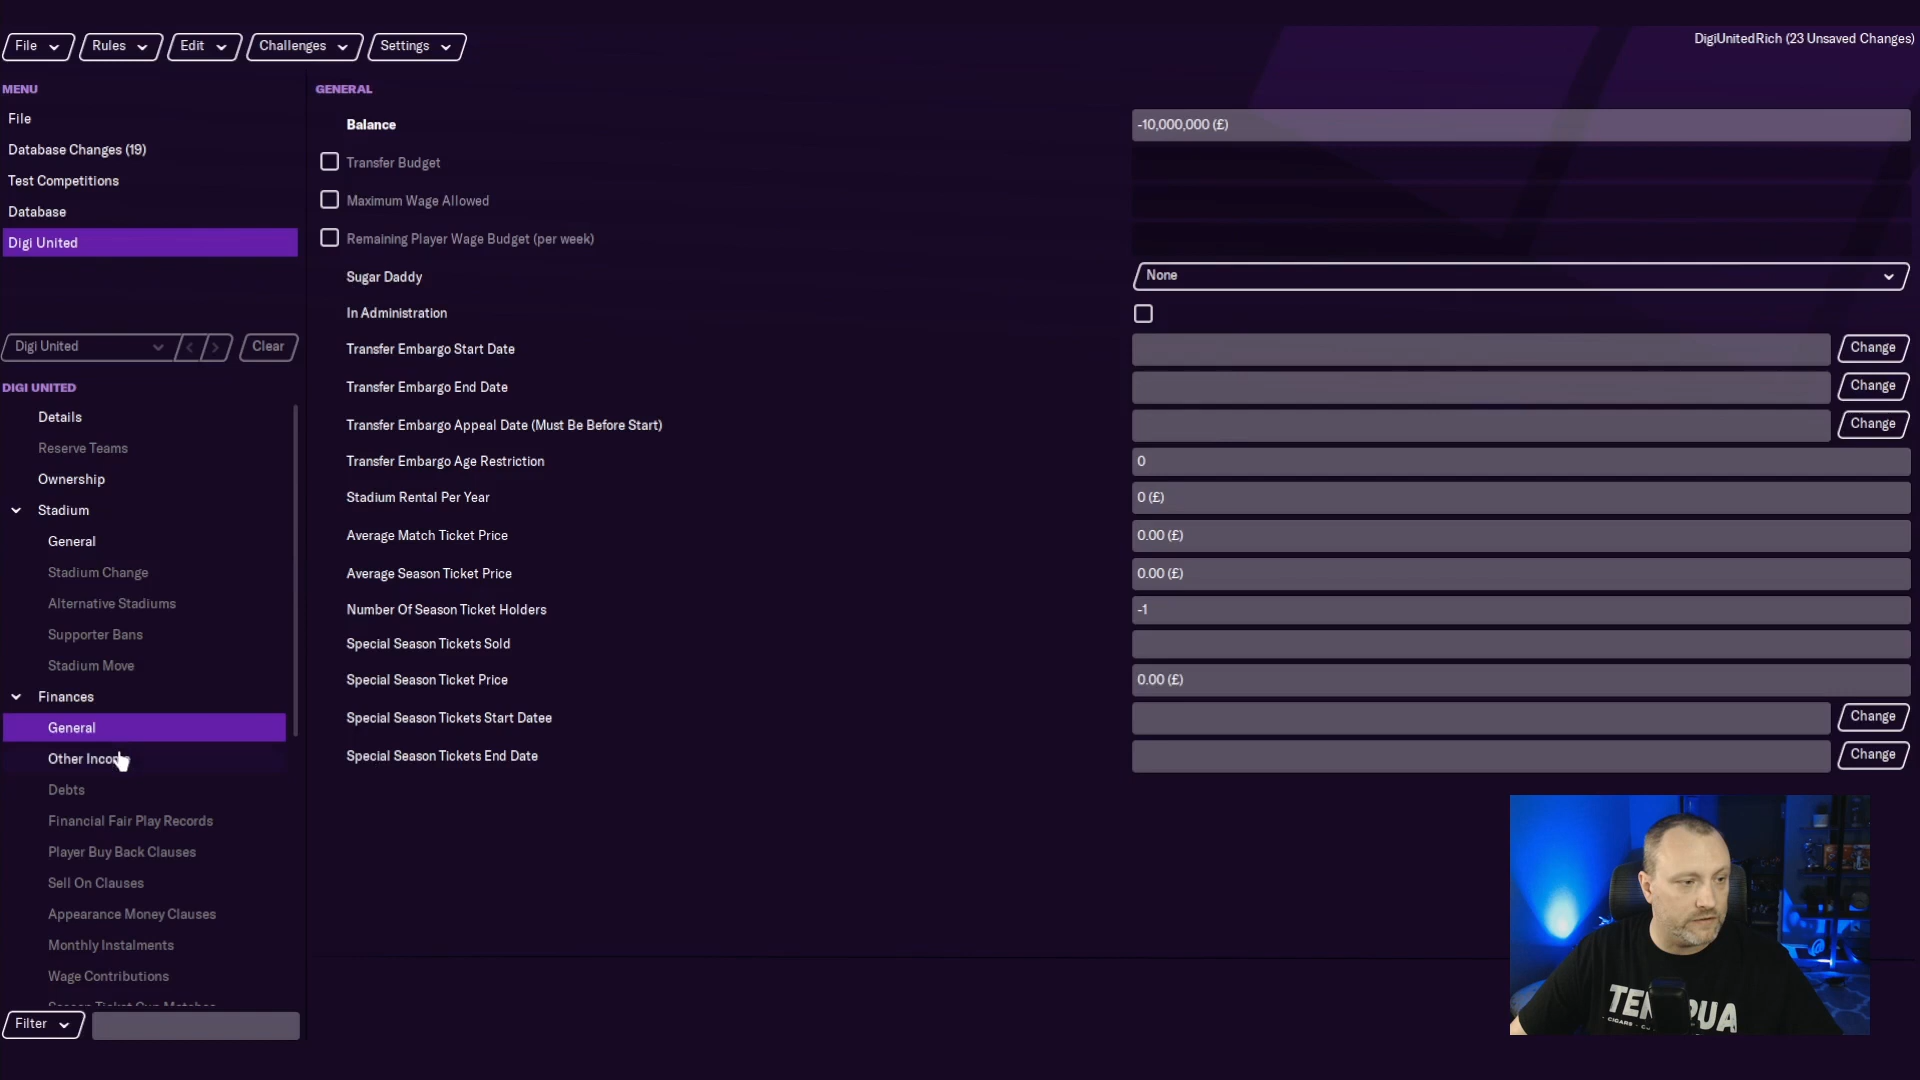 File
Rules
Edit
Challenges
Settings
DigiUnitedRich (23 Unsaved Changes)
MENU
File
Database Changes (19)
Test Competitions
Database
Digi United
Digi United
Clear
DIGI UNITED
Details
Reserve Teams
Ownership
Stadium
General
Stadium Change
Alternative Stadiums
Supporter Bans
Stadium Move
Finances
General
Other
Debts
Financial Fair Play Records
Player Buy Back Clauses
Sell On Clauses
Appearance Money Clauses
Monthly Instalments
Wage Contributions
Filter
GENERAL
Balance
-10,000,000 (£)
Transfer Budget
Maximum Wage Allowed
Remaining Player Wage Budget (per week)
Sugar Daddy
None
In Administration
Transfer Embargo Start Date
Change
Transfer Embargo End Date
Change
Transfer Embargo Appeal Date (Must Be Before Start)
Change
Transfer Embargo Age Restriction
0
Stadium Rental Per Year
0 (£)
Average Match Ticket Price
0.00 (£)
Average Season Ticket Price
0.00 (£)
Number Of Season Ticket Holders
-1
Special Season Tickets Sold
Special Season Ticket Price
0.00 (£)
Special Season Tickets Start Datee
Change
Special Season Tickets End Date
Change